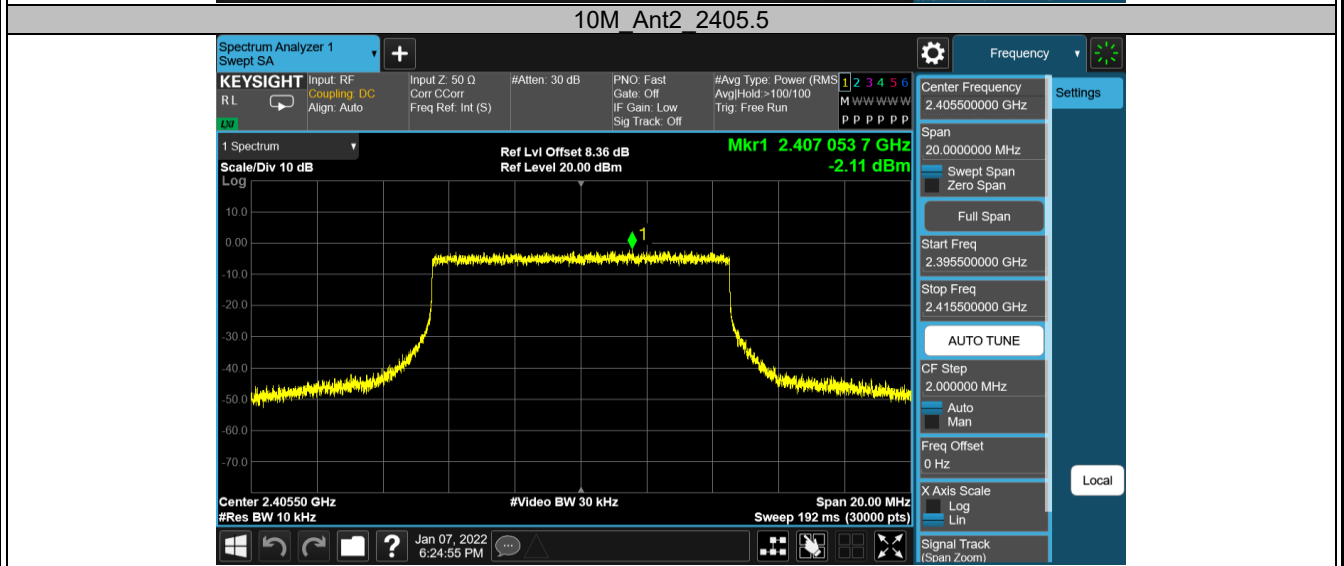 10M_Ant2_2405.5
Spectrum Analyzer 1
Swept SA
Frequency
KEYSIGHT
R L
LXI
Input: RF
Coupling: DC
Align: Auto
Input Z: 50 Ω
Corr CCorr
Freq Ref: Int (S)
#Atten: 30 dB
PNO: Fast
Gate: Off
IF Gain: Low
Sig Track: Off
#Avg Type: Power (RMS
Avg|Hold:>100/100
Trig: Free Run
1 2 3 4 5 6
M W W W W W
P P P P P P
1 Spectrum
Scale/Div 10 dB
Log
Ref Lvl Offset 8.36 dB
Ref Level 20.00 dBm
Mkr1 2.407 053 7 GHz
-2.11 dBm
10.0
0.00
-10.0
-20.0
-30.0
-40.0
-50.0
-60.0
-70.0
1
Center 2.40550 GHz
#Res BW 10 kHz
#Video BW 30 kHz
Span 20.00 MHz
Sweep 192 ms (30000 pts)
Center Frequency
2.405500000 GHz
Settings
Span
20.0000000 MHz
Swept Span
Zero Span
Full Span
Start Freq
2.395500000 GHz
Stop Freq
2.415500000 GHz
AUTO TUNE
CF Step
2.000000 MHz
Auto
Man
Freq Offset
0 Hz
X Axis Scale
Log
Lin
Local
Signal Track
(Span Zoom)
Jan 07, 2022
6:24:55 PM